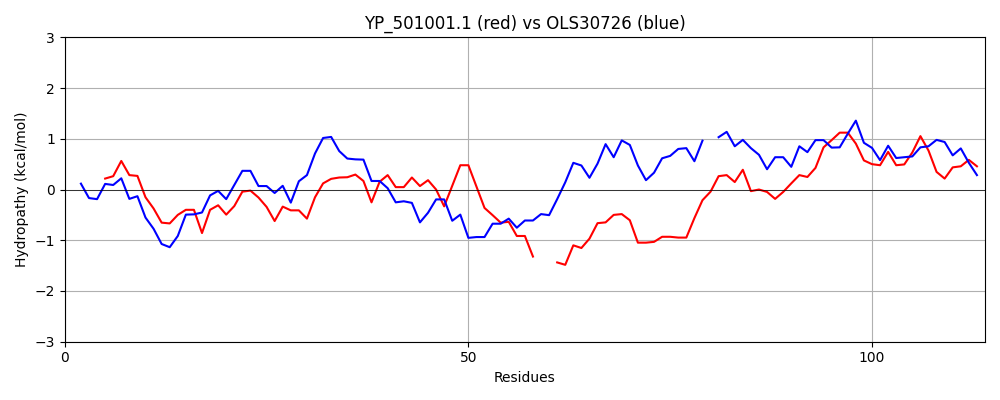 YP_501001.1 (red) vs OLS30726 (blue)
Hydropathy (kcal/mol)
3
2
1
0
−1
−2
−3
0 50 100
Residues